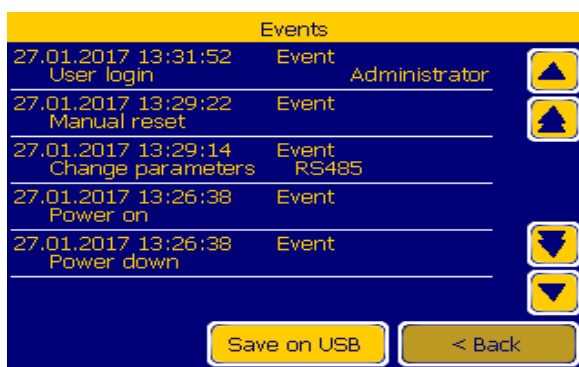 Events
27.01.2017 13:31:52 Event
User login Administrator
27.01.2017 13:29:22 Event
Manual reset
27.01.2017 13:29:14 Event
Change parameters RS485
27.01.2017 13:26:38 Event
Power on
27.01.2017 13:26:38 Event
Power down
Save on USB < Back